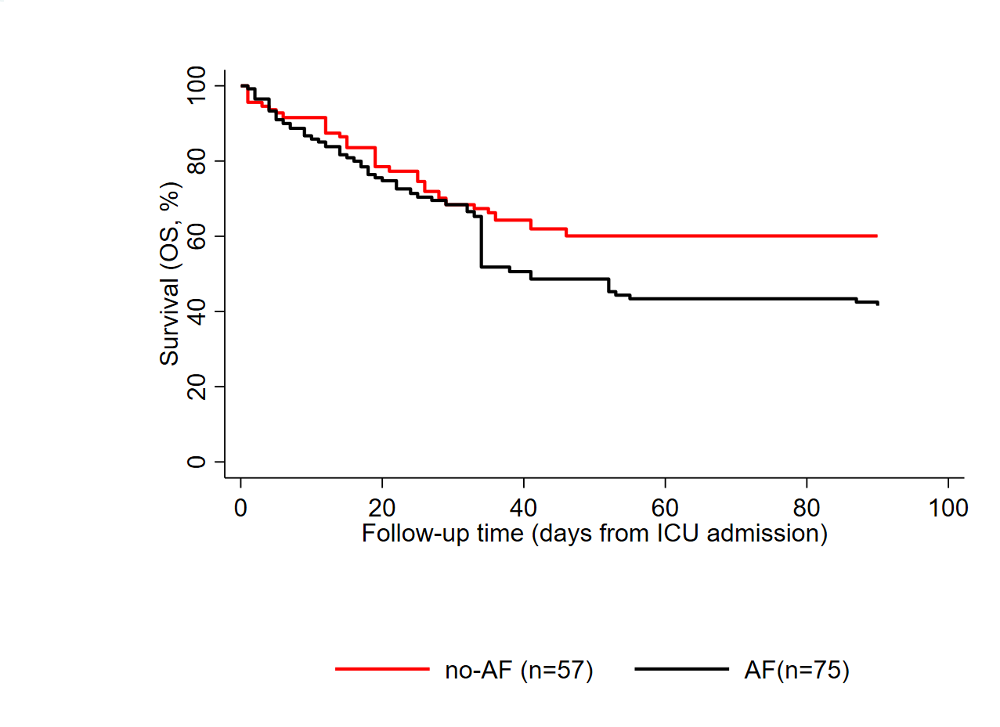 Survival (OS, %)
100
80
60
40
20
0
0 20 40 60 80 100
Follow-up time (days from ICU admission)
no-AF (n=57) AF(n=75)